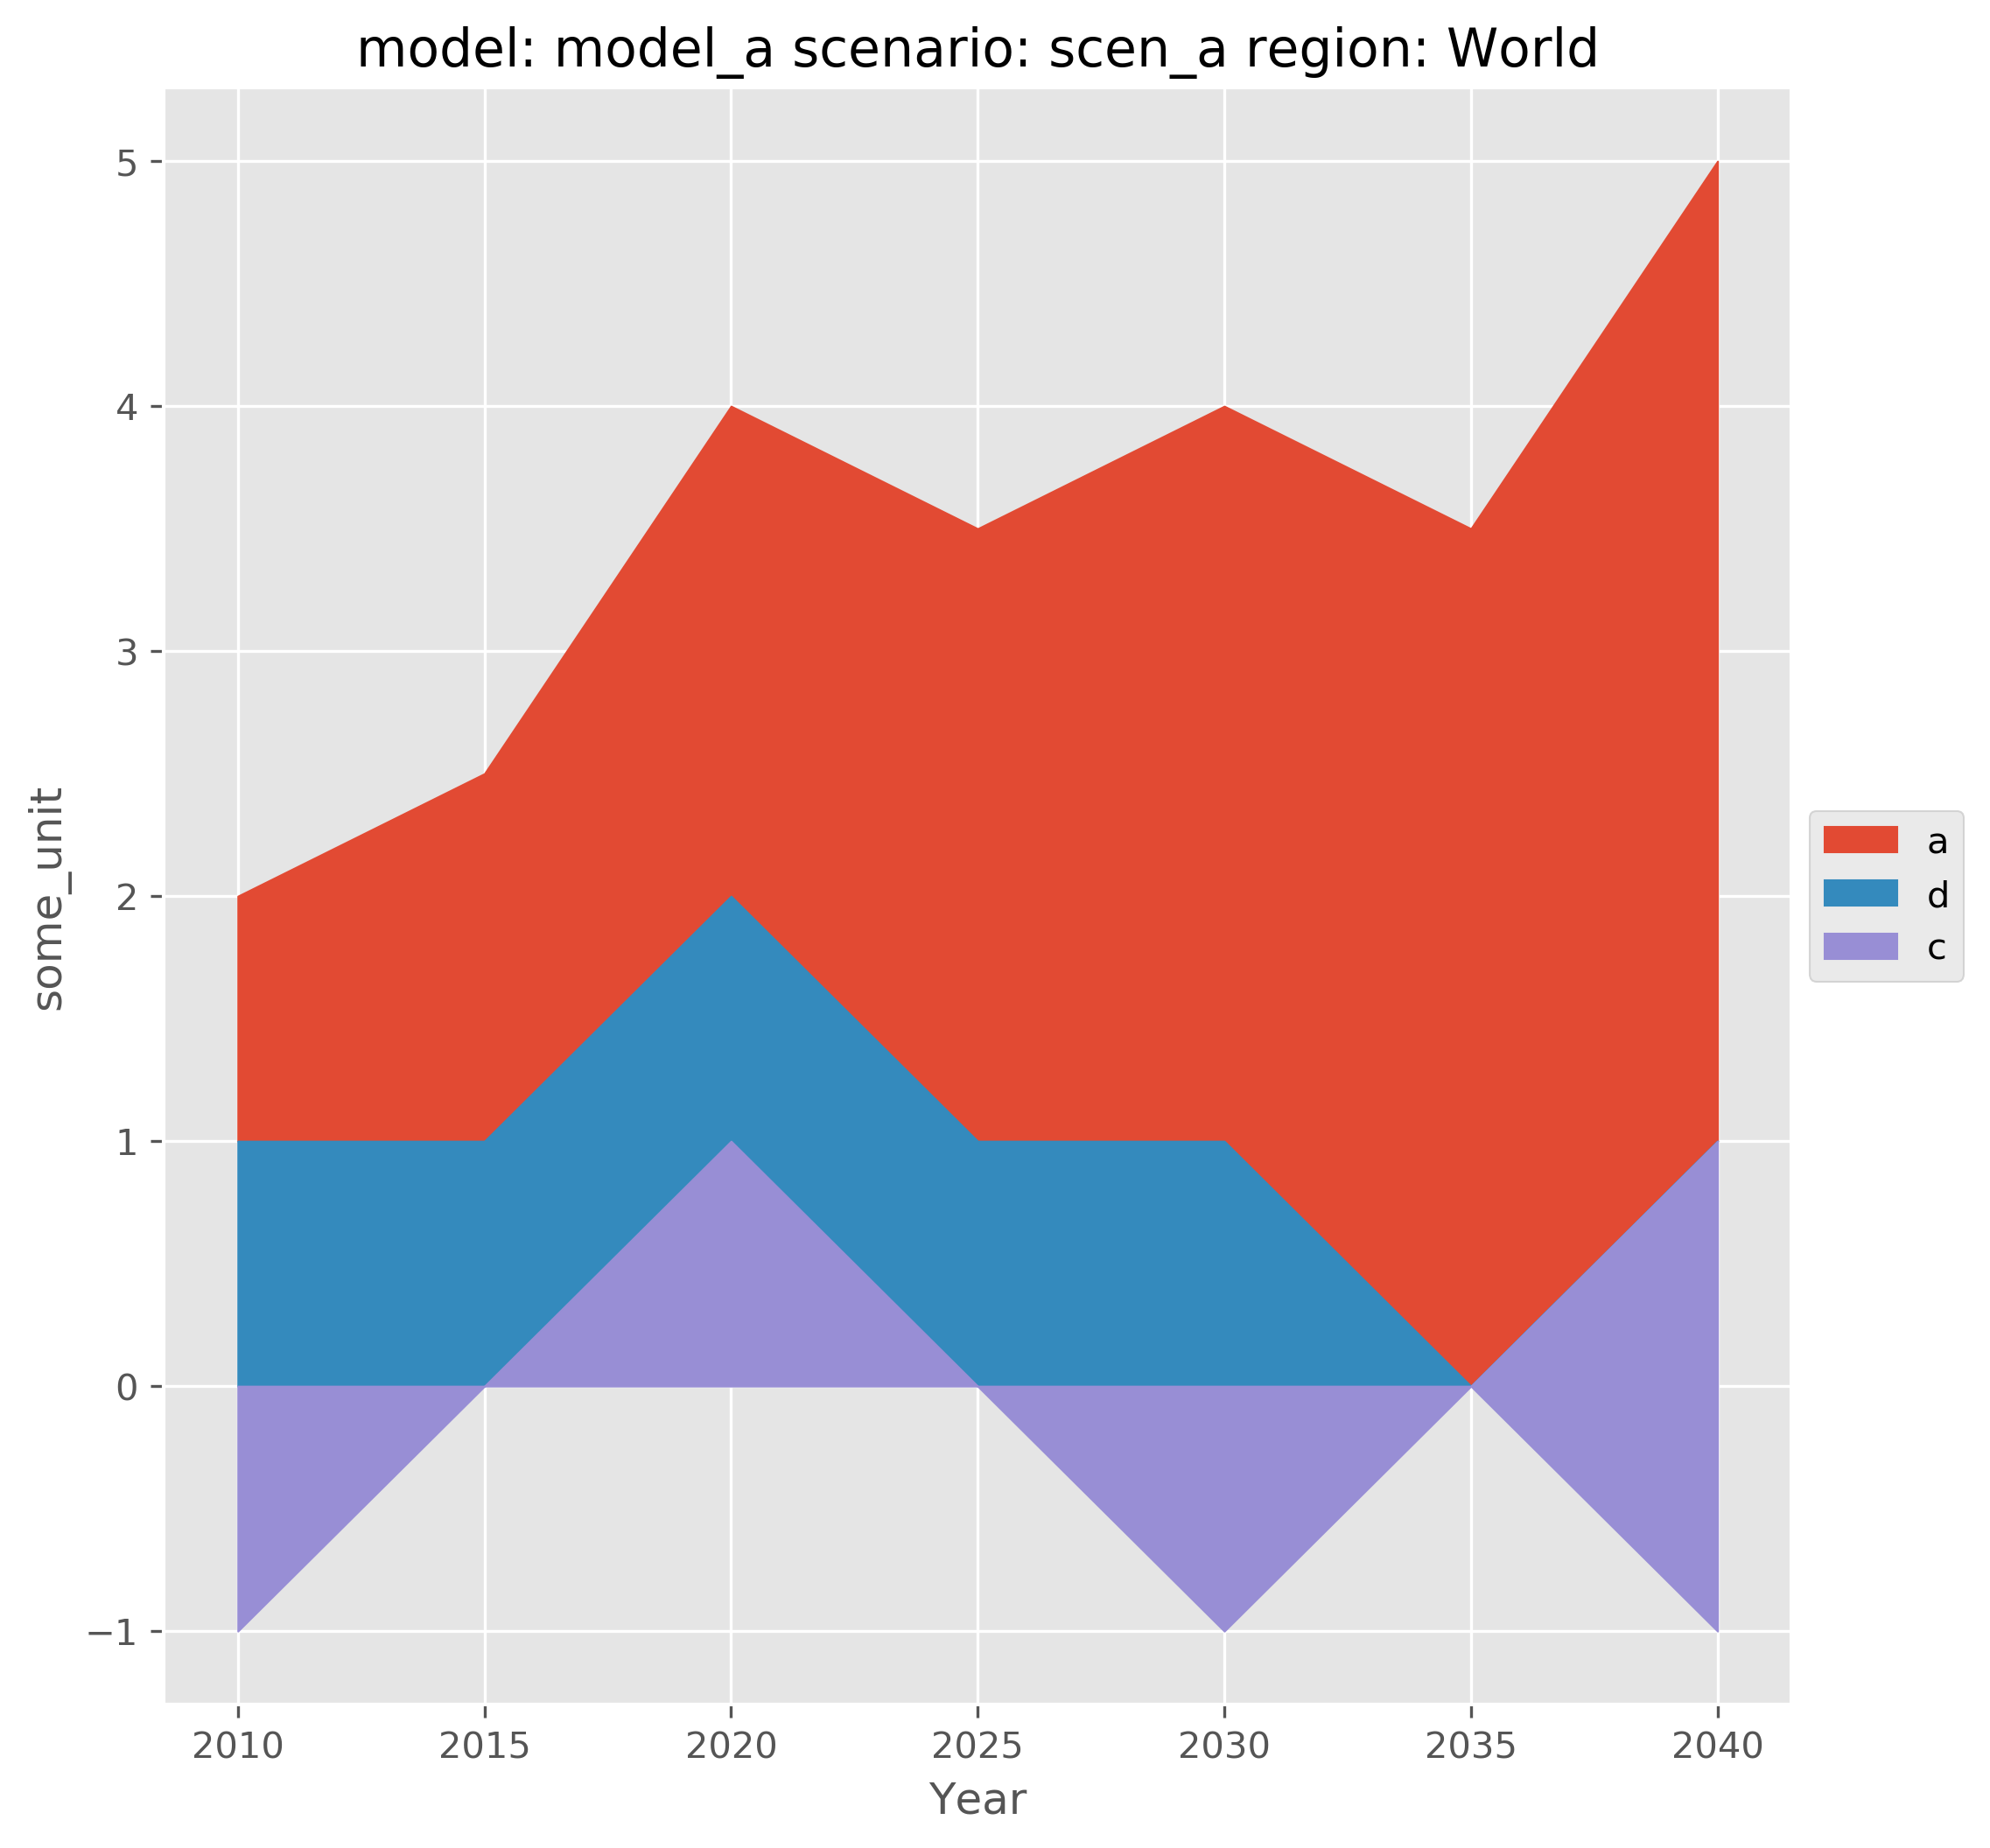 model: model_a scenario: scen_a region: World
5
4
3
2
1
0
−1
some_unit
2010 2015 2020 2025 2030 2035 2040
Year
a
d
c